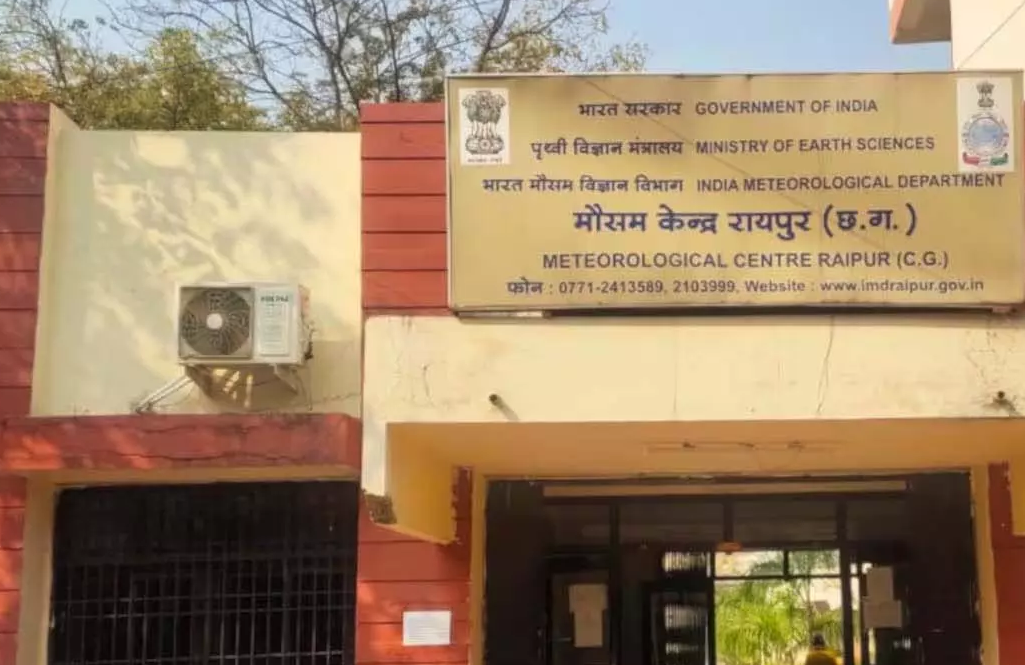 भारत सरकार GOVERNMENT OF INDIA
पृथ्वी विज्ञान मंत्रालय MINISTRY OF EARTH SCIENCES
भारत मौसम विज्ञान विभाग INDIA METEOROLOGICAL DEPARTMENT
मौसम केन्द्र रायपुर (छ.ग.)
METEOROLOGICAL CENTRE RAIPUR (C.G.)
फोन : 0771-2413589, 2103999, Website : www.imdraipur.gov.in